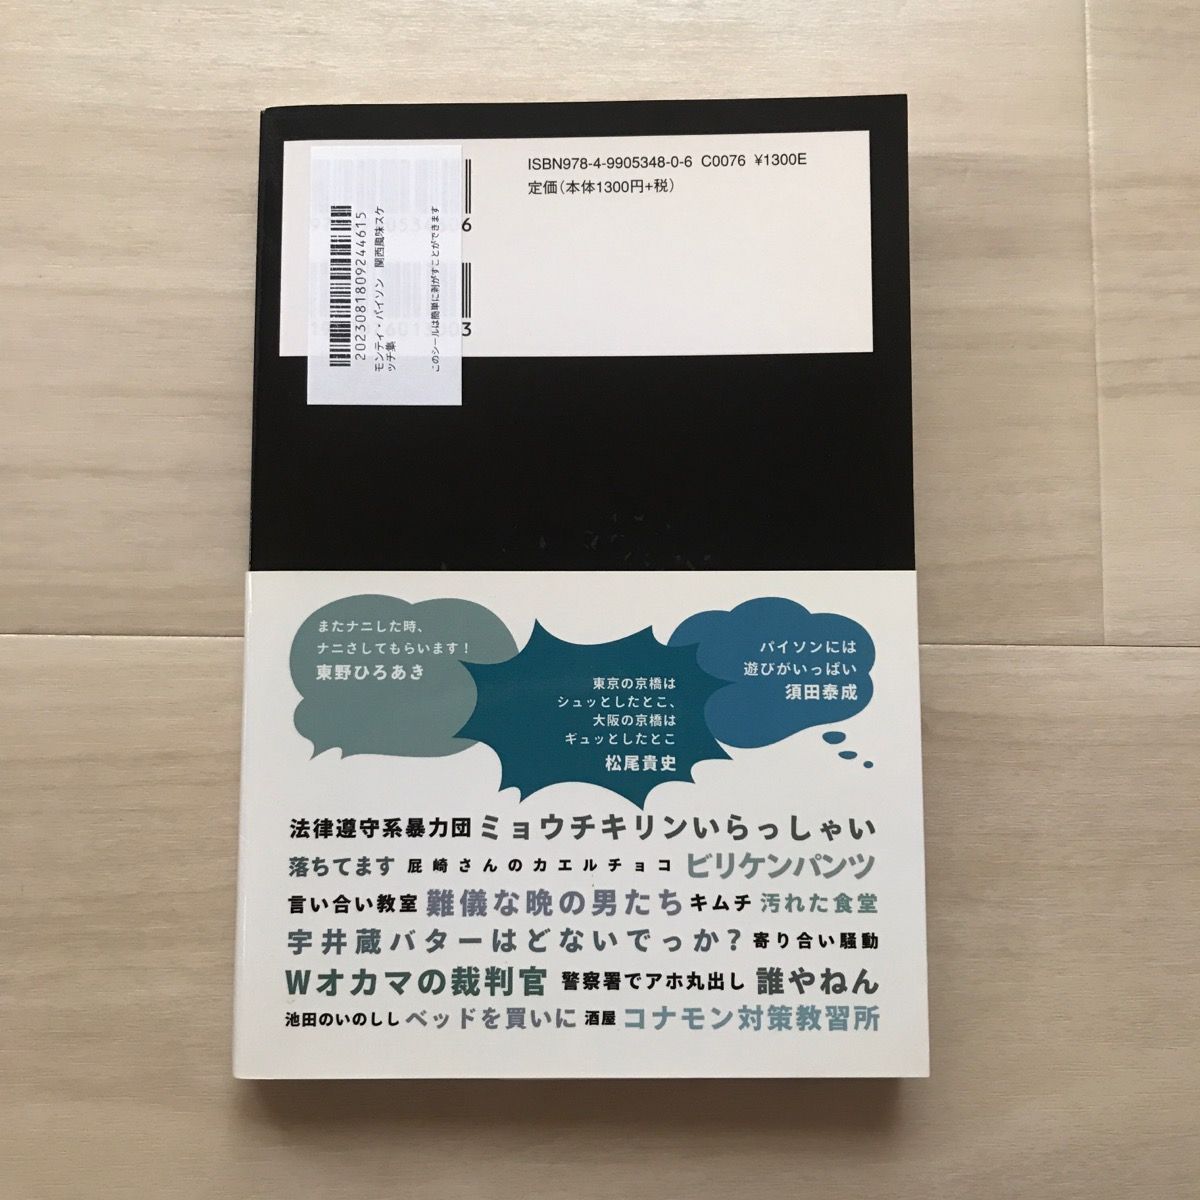 ISBN978-4-9905348-0-6 C0076 ¥1300E
定価(本体1300円+税)
2023081809244615
モンティ・パイソン 関西風味スケ
ッチ集
このシールは簡単に剥がすことができます
またナニした時、
ナニさしてもらいます!
東野ひろあき
東京の京橋は
シュッとしたとこ、
大阪の京橋は
ギュッとしたとこ
松尾貴史
パイソンには
遊びがいっぱい
須田泰成
法律遵守系暴力団 ミョウチキリンいらっしゃい
落ちてます 屁崎さんのカエルチョコ ビリケンパンツ
言い合い教室 難儀な晩の男たち キムチ 汚れた食堂
宇井蔵バターはどないでっか? 寄り合い騒動
Wオカマの裁判官 警察署でアホ丸出し 誰やねん
池田のいのしし ベッドを買いに 酒屋 コナモン対策教習所